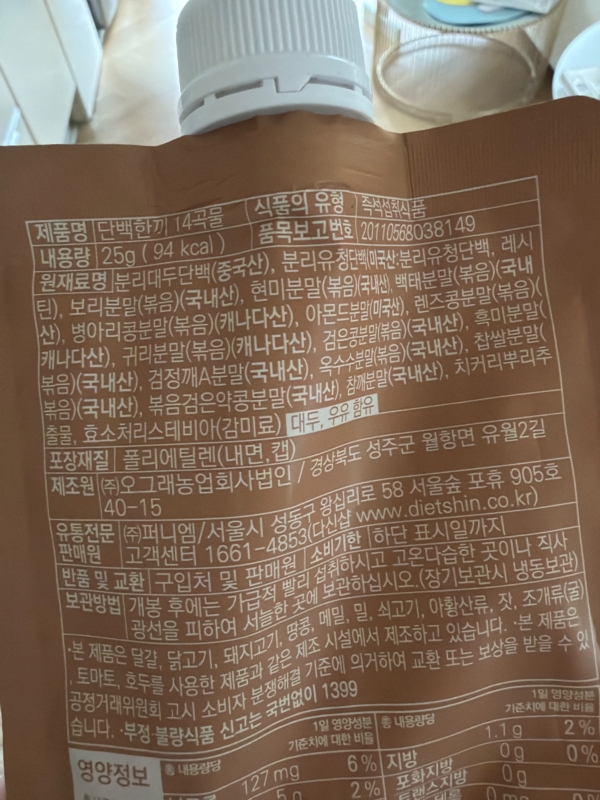 제품명 단백한끼 14곡물 식품의 유형 즉석섭취식품
내용량 25g ( 94 kcal ) 품목보고번호 20110568038149
원재료명 분리대두단백(중국산), 분리유청단백(미국산:분리유청단백, 레시
틴), 보리분말(볶음)(국내산), 현미분말(볶음)(국내산), 백태분말(볶음)(국내
산), 병아리콩분말(볶음)(캐나다산), 아몬드분말(미국산), 렌즈콩분말(볶음)(
캐나다산), 귀리분말(볶음)(캐나다산), 검은콩분말(볶음)(국내산), 흑미분말(
볶음)(국내산), 검정깨A분말(국내산), 옥수수분말(볶음)(국내산), 찹쌀분말(
볶음)(국내산), 볶음검은약콩분말(국내산), 참깨분말(국내산), 치커리뿌리추
출물, 효소처리스테비아(감미료) 대두, 우유 함유
포장재질 폴리에틸렌(내면, 캡)
제조원 (주)오그래농업회사법인 / 경상북도 성주군 월항면 유월2길
40-15
유통전문판매원 (주)퍼니엠/서울시 성동구 왕십리로 58 서울숲 포휴 905호
고객센터 1661-4853(다신샵 www.dietshin.co.kr)
반품 및 교환 구입처 및 판매원 소비기한 하단 표시일까지
보관방법 개봉 후에는 가급적 빨리 섭취하시고 고온다습한 곳이나 직사
광선을 피하여 서늘한 곳에 보관하십시오.(장기보관시 냉동보관)
·본 제품은 달걀, 닭고기, 돼지고기, 땅콩, 메밀, 밀, 쇠고기, 아황산류, 잣, 조개류(굴)
, 토마토, 호두를 사용한 제품과 같은 제조 시설에서 제조하고 있습니다. ·본 제품은
공정거래위원회 고시 소비자 분쟁해결 기준에 의거하여 교환 또는 보상을 받을 수 있
습니다. ·부정·불량식품 신고는 국번없이 1399
영양정보 총 내용량당 1일 영양성분 기준치에 대한 비율 총 내용량당 1일 영양성분 기준치에 대한 비율
127 mg 6% 지방 1.1 g 2%
5 g 2% 포화지방 0 g 0%
트랜스지방 0 g